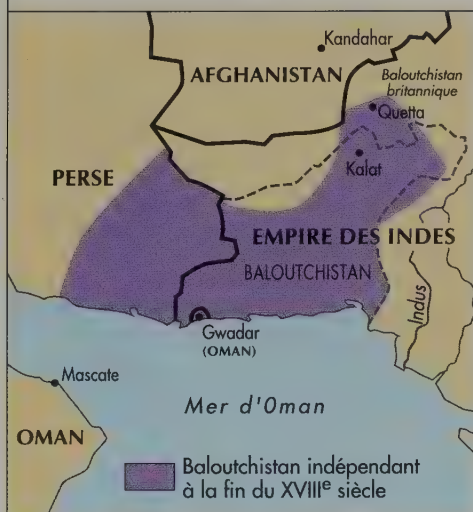 Kandahar
AFGHANISTAN
Baloutchistan
britannique
Quetta
Kalat
PERSE
EMPIRE DES INDES
BALOUTCHISTAN
Indus
Gwadar
(OMAN)
Mascate
Mer d'Oman
OMAN
Baloutchistan indépendant
à la fin du XVIIIe siècle